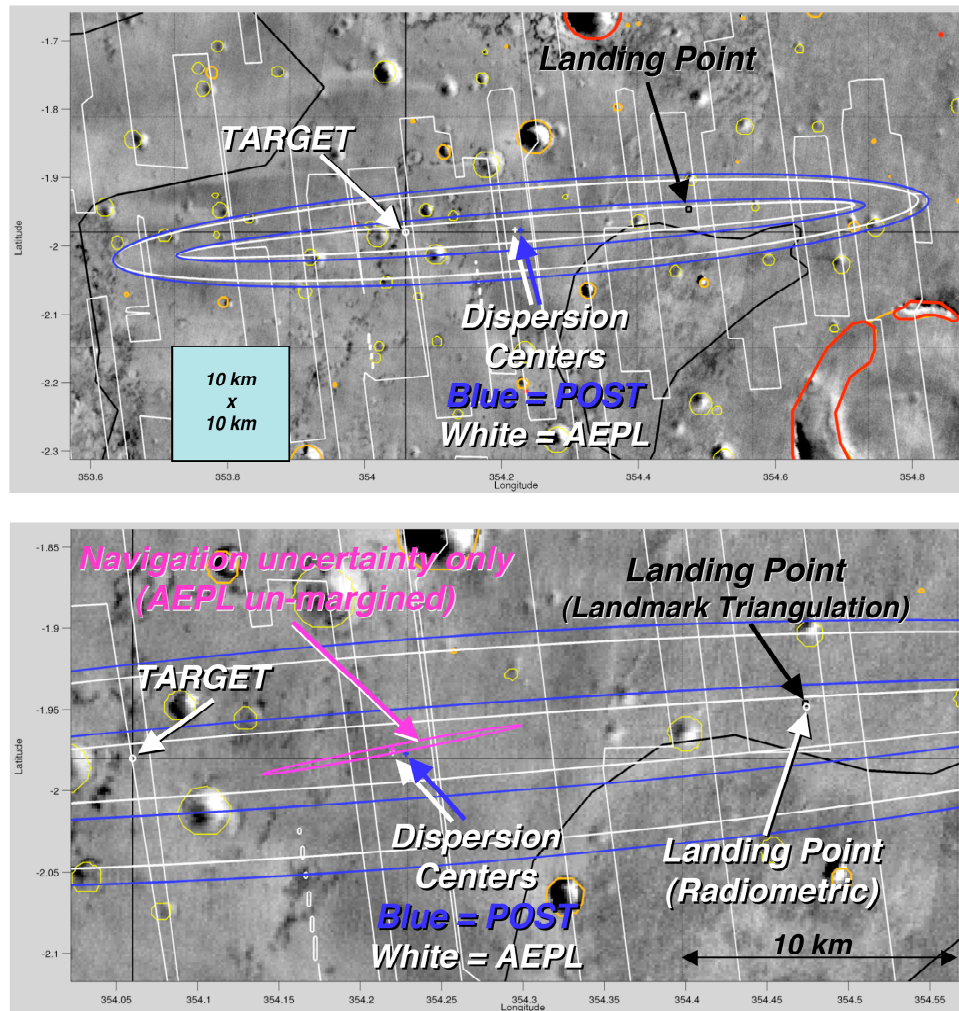 -1.7
-1.8
-1.9
-2
-2.1
-2.2
-2.3
Latitude
Landing Point
TARGET
Dispersion
Centers
Blue = POST
White = AEPL
10 km
x
10 km
353.6
353.8
354
354.2
354.4
354.6
354.8
Longitude
-1.85
-1.9
-1.95
-2
-2.05
-2.1
Latitude
Navigation uncertainty only
(AEPL un-margined)
Landing Point
(Landmark Triangulation)
TARGET
Dispersion
Centers
Blue = POST
White = AEPL
Landing Point
(Radiometric)
10 km
354.05
354.1
354.15
354.2
354.25
354.3
354.35
354.4
354.45
354.5
354.55
Longitude